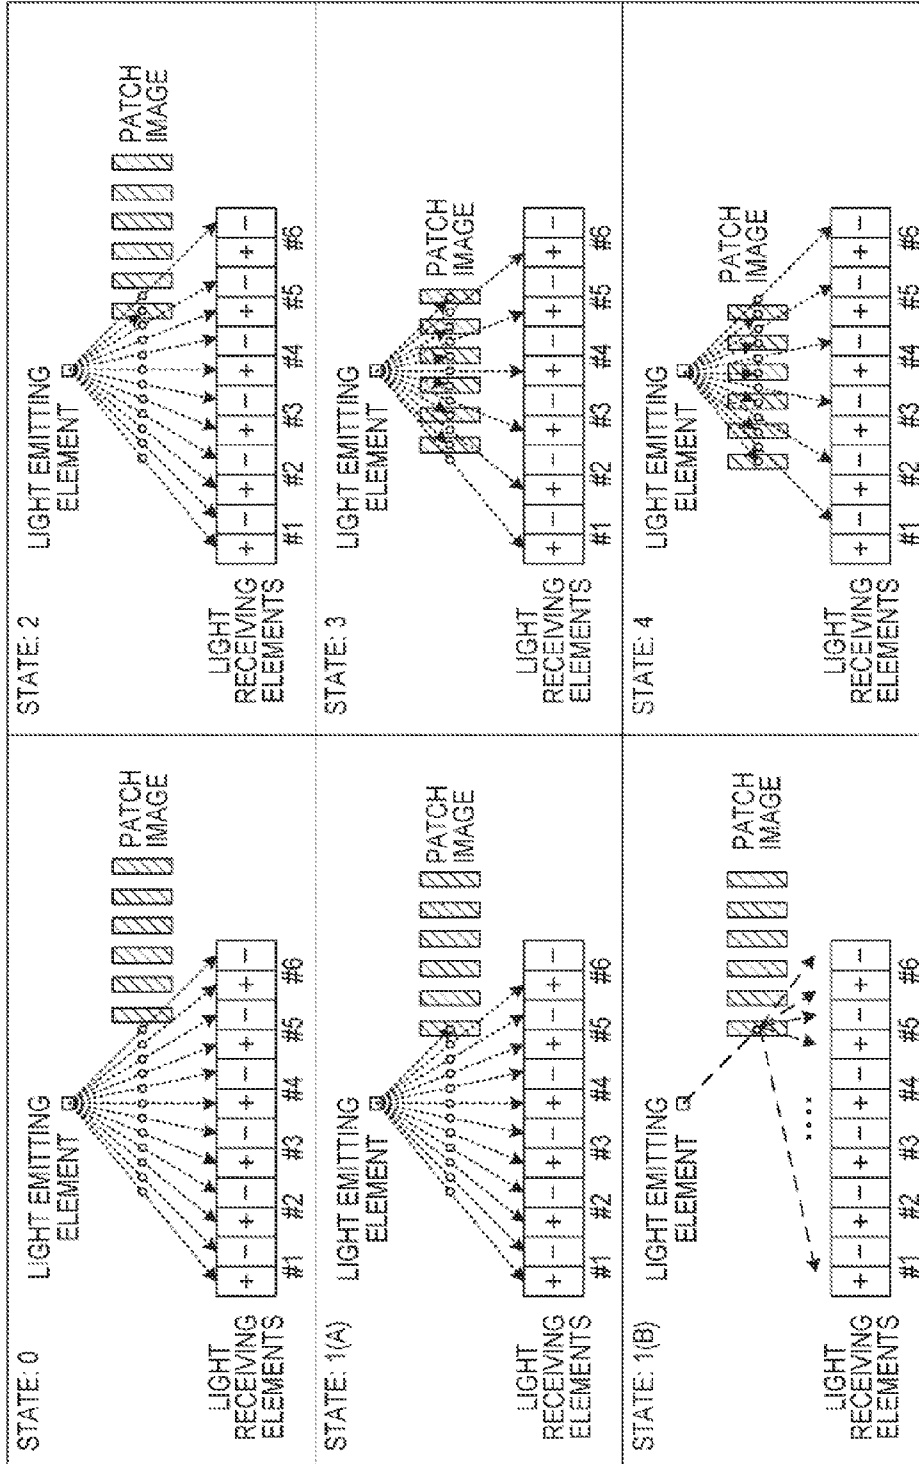 STATE: 0
LIGHT EMITTING
ELEMENT
PATCH
IMAGE
LIGHT
RECEIVING
ELEMENTS
+ - + - + - + - + - + -
#1 #2 #3 #4 #5 #6
STATE: 1(A)
LIGHT EMITTING
ELEMENT
PATCH
IMAGE
LIGHT
RECEIVING
ELEMENTS
+ - + - + - + - + - + -
#1 #2 #3 #4 #5 #6
STATE: 1(B)
LIGHT EMITTING
ELEMENT
PATCH
IMAGE
LIGHT
RECEIVING
ELEMENTS
+ - + - + - + - + - + -
#1 #2 #3 #4 #5 #6
STATE: 2
LIGHT EMITTING
ELEMENT
PATCH
IMAGE
LIGHT
RECEIVING
ELEMENTS
+ - + - + - + - + - + -
#1 #2 #3 #4 #5 #6
STATE: 3
LIGHT EMITTING
ELEMENT
PATCH
IMAGE
LIGHT
RECEIVING
ELEMENTS
+ - + - + - + - + - + -
#1 #2 #3 #4 #5 #6
STATE: 4
LIGHT EMITTING
ELEMENT
PATCH
IMAGE
LIGHT
RECEIVING
ELEMENTS
+ - + - + - + - + - + -
#1 #2 #3 #4 #5 #6